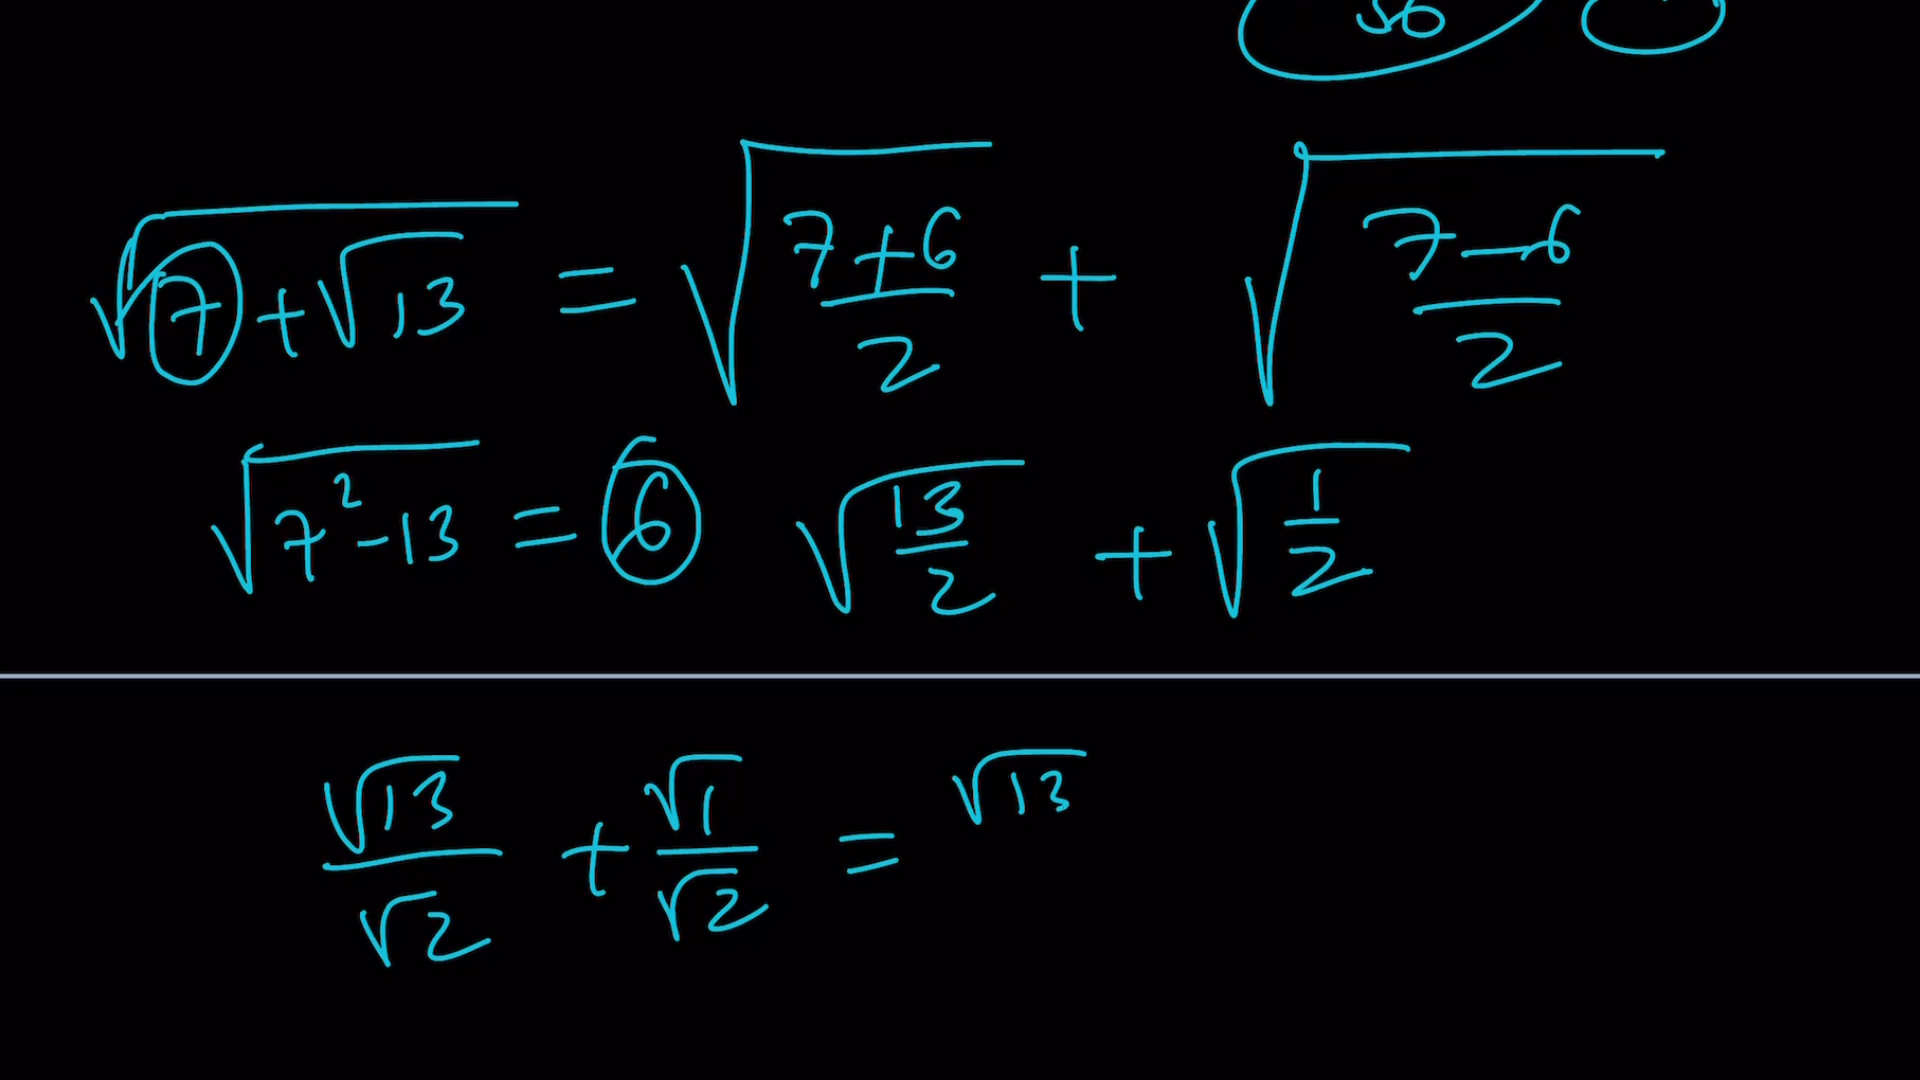 36
√(7+√13) = √((7+6)/2) + √((7-6)/2)
√(7²-13) = 6 √(13/2) + √(1/2)
√13/√2 + √1/√2 = √13